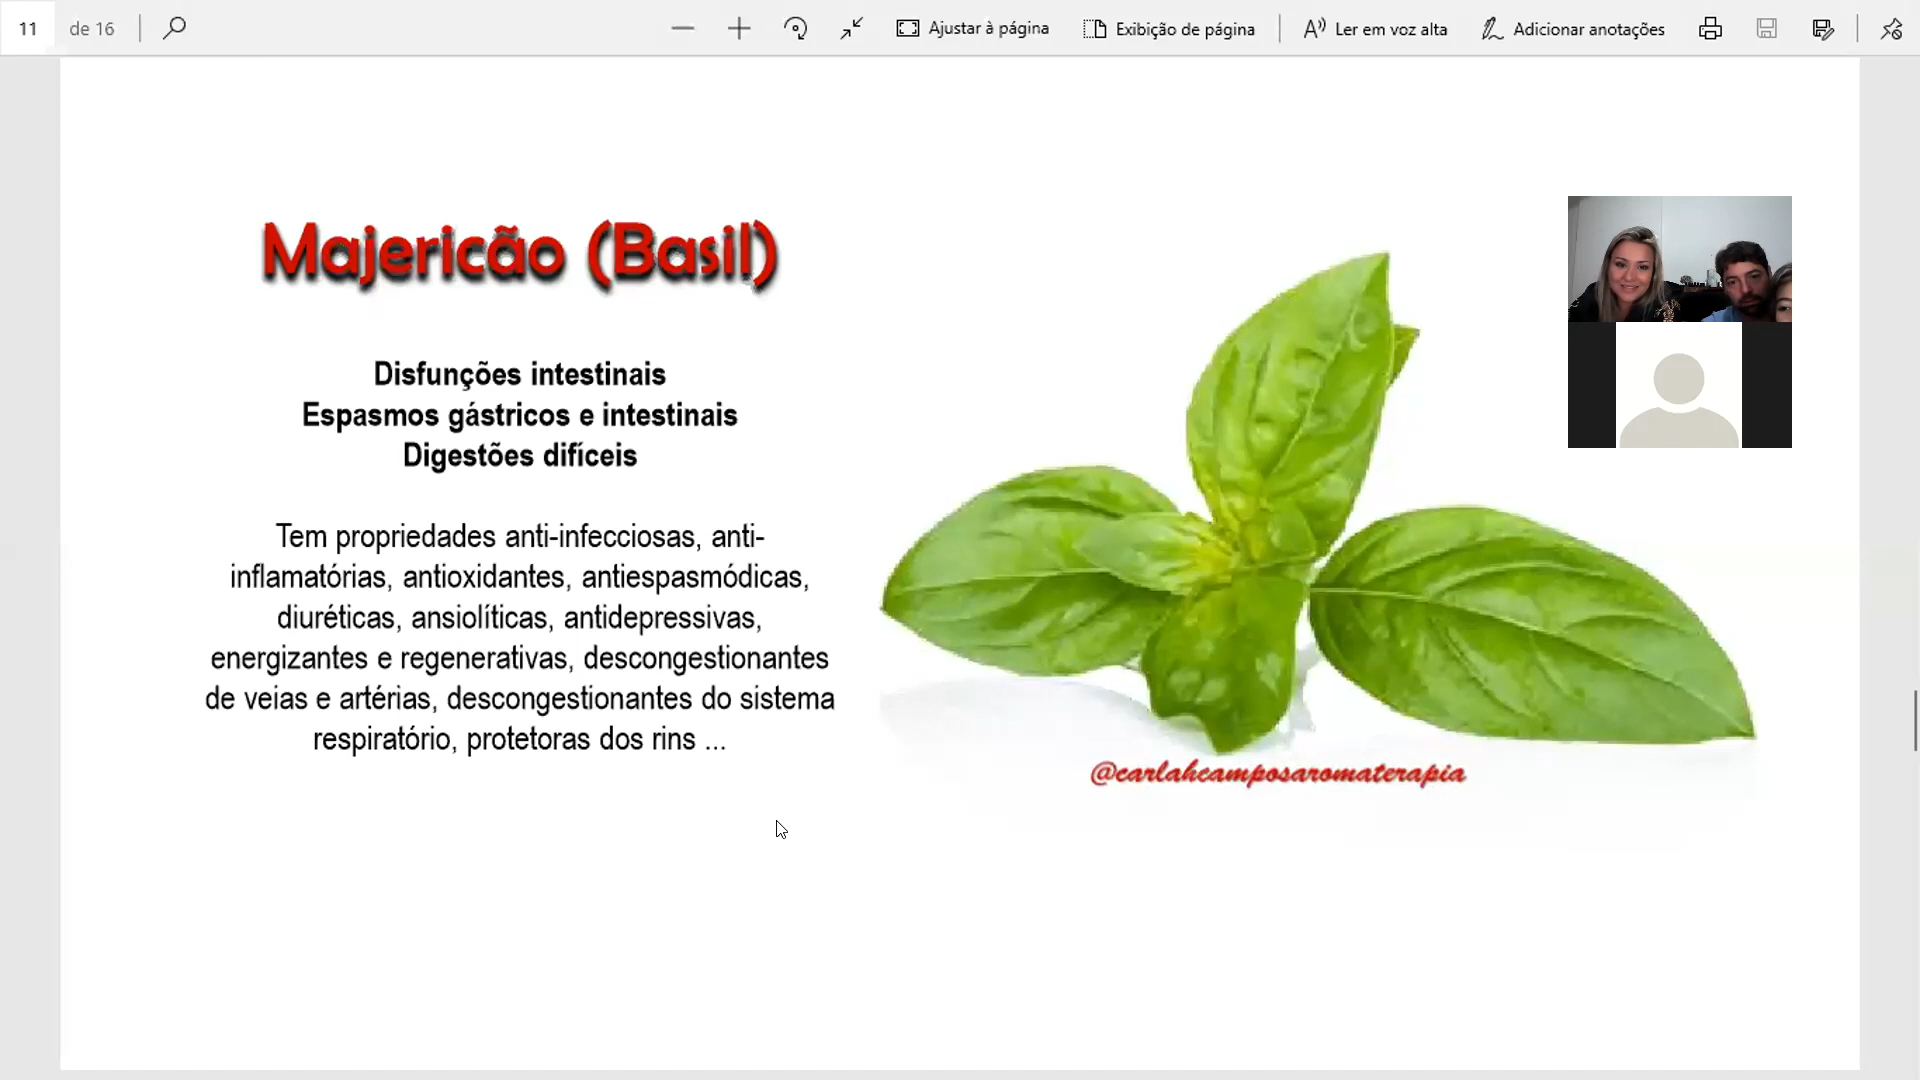 11 de 16
Ajustar à página
Exibição de página
Ler em voz alta
Adicionar anotações
Majericão (Basil)
Disfunções intestinais
Espasmos gástricos e intestinais
Digestões difíceis
Tem propriedades anti-infecciosas, anti-
inflamatórias, antioxidantes, antiespasmódicas,
diuréticas, ansiolíticas, antidepressivas,
energizantes e regenerativas, descongestionantes
de veias e artérias, descongestionantes do sistema
respiratório, protetoras dos rins ...
@carlahcamposaromaterapia